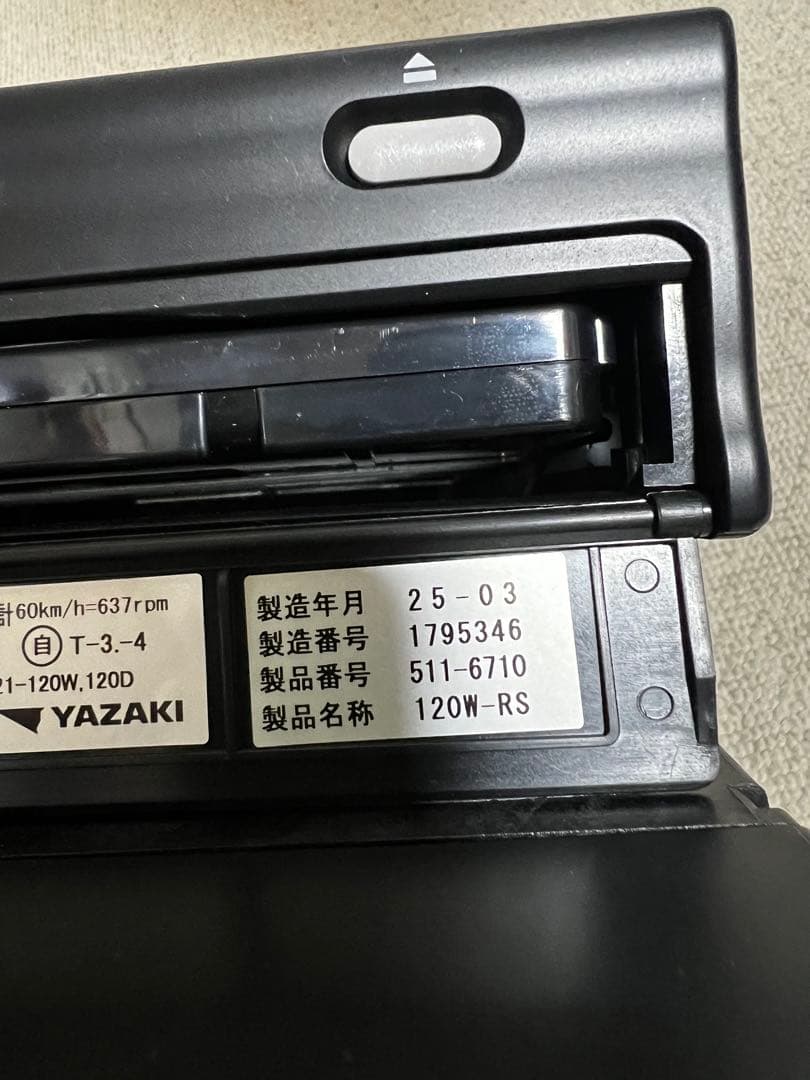 計60km/h=637rpm
自 T-3.-4
21-120W,120D
YAZAKI
製造年月 25-03
製造番号 1795346
製品番号 511-6710
製品名称 120W-RS